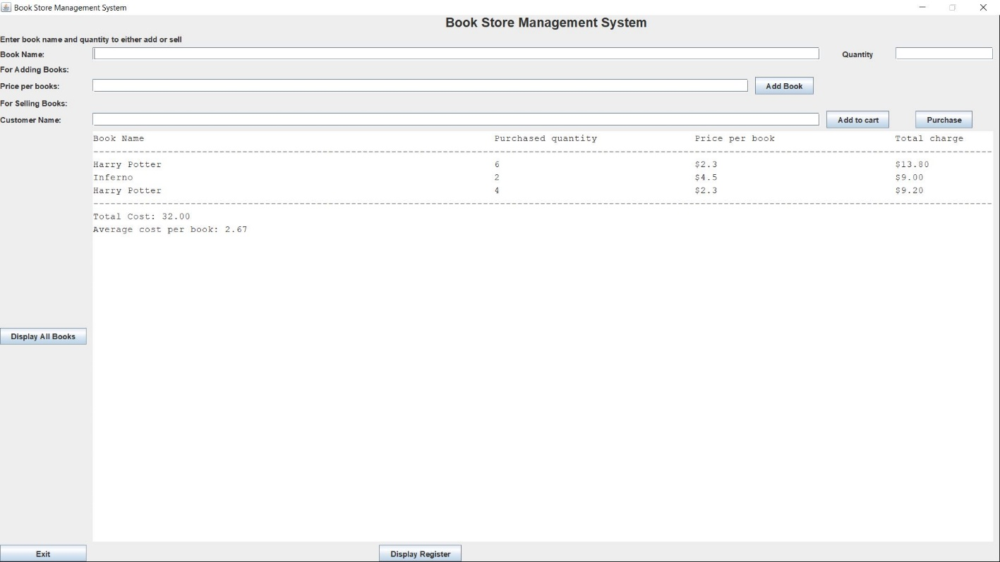 Book Store Management System
Book Store Management System
Enter book name and quantity to either add or sell
Book Name: Quantity
For Adding Books:
Price per books: Add Book
For Selling Books:
Customer Name: Add to cart Purchase
Book Name Purchased quantity Price per book Total charge
--------------------------------------------------------------------------------
Harry Potter 6 $2.3 $13.80
Inferno 2 $4.5 $9.00
Harry Potter 4 $2.3 $9.20
--------------------------------------------------------------------------------
Total Cost: 32.00
Average cost per book: 2.67
Display All Books
Exit Display Register